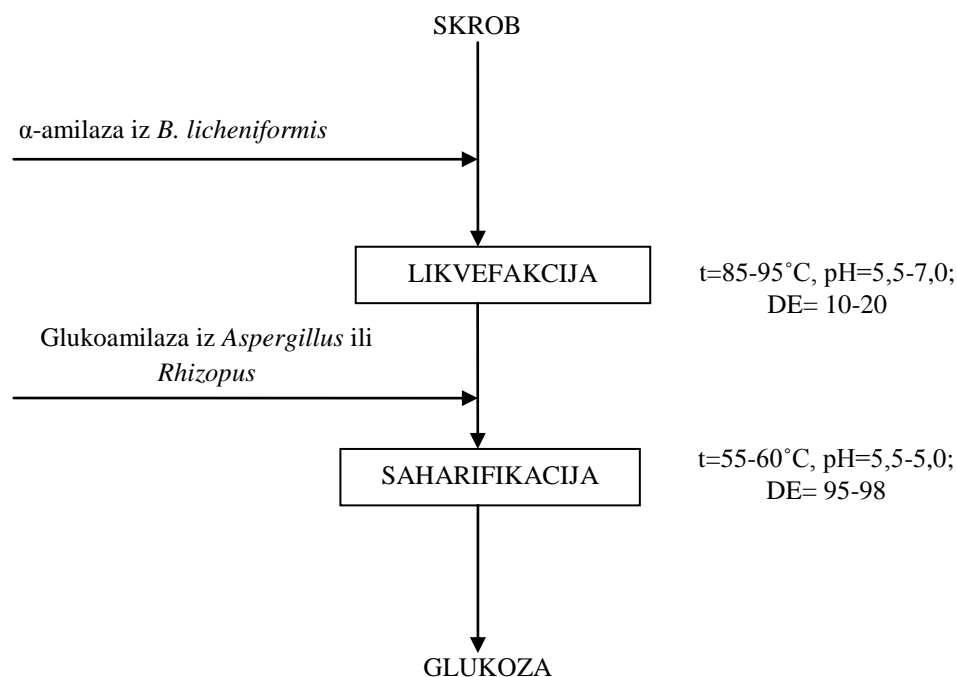 SKROB
α-amilaza iz B. licheniformis
LIKVEFAKCIJA
t=85-95˚C, pH=5,5-7,0;
DE= 10-20
Glukoamilaza iz Aspergillus ili
Rhizopus
SAHARIFIKACIJA
t=55-60˚C, pH=5,5-5,0;
DE= 95-98
GLUKOZA